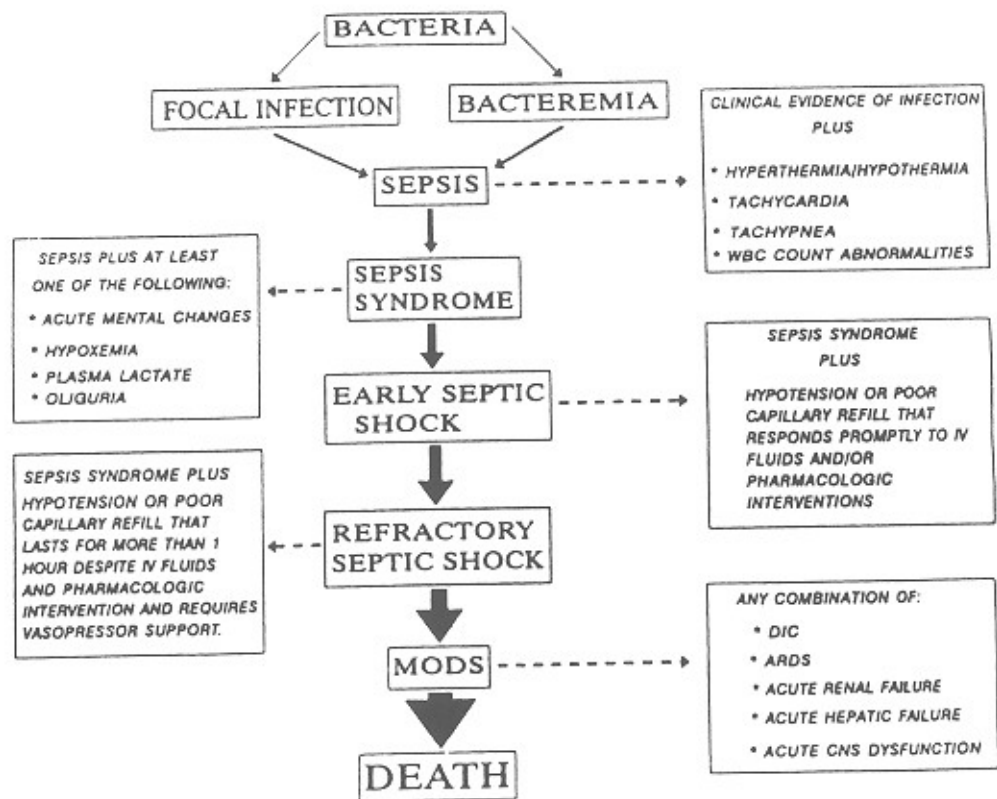 BACTERIA
FOCAL INFECTION
BACTEREMIA
SEPSIS
CLINICAL EVIDENCE OF INFECTION
PLUS
* HYPERTHERMIA/HYPOTHERMIA
* TACHYCARDIA
* TACHYPNEA
* WBC COUNT ABNORMALITIES
SEPSIS
SYNDROME
SEPSIS PLUS AT LEAST
ONE OF THE FOLLOWING:
* ACUTE MENTAL CHANGES
* HYPOXEMIA
* PLASMA LACTATE
* OLIGURIA
EARLY SEPTIC
SHOCK
SEPSIS SYNDROME
PLUS
HYPOTENSION OR POOR
CAPILLARY REFILL THAT
RESPONDS PROMPTLY TO IV
FLUIDS AND/OR
PHARMACOLOGIC
INTERVENTIONS
REFRACTORY
SEPTIC SHOCK
SEPSIS SYNDROME PLUS
HYPOTENSION OR POOR
CAPILLARY REFILL THAT
LASTS FOR MORE THAN 1
HOUR DESPITE IV FLUIDS
AND PHARMACOLOGIC
INTERVENTION AND REQUIRES
VASOPRESSOR SUPPORT.
MODS
ANY COMBINATION OF:
* DIC
* ARDS
* ACUTE RENAL FAILURE
* ACUTE HEPATIC FAILURE
* ACUTE CNS DYSFUNCTION
DEATH